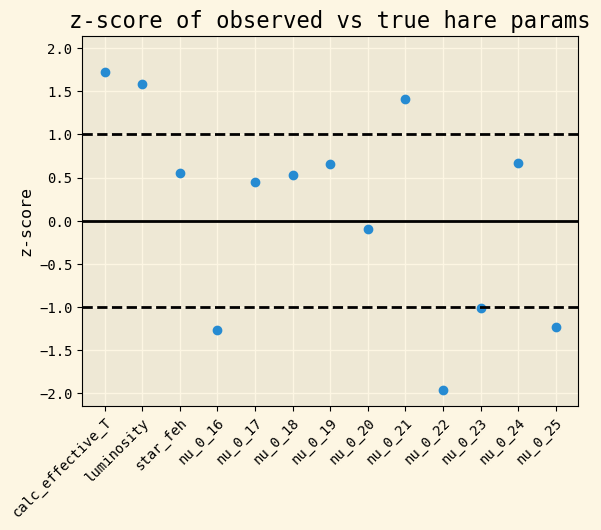 z-score of observed vs true hare params
z-score
2.0
1.5
1.0
0.5
0.0
−0.5
−1.0
−1.5
−2.0
calc_effective_T
luminosity
star_feh
nu_0_16
nu_0_17
nu_0_18
nu_0_19
nu_0_20
nu_0_21
nu_0_22
nu_0_23
nu_0_24
nu_0_25